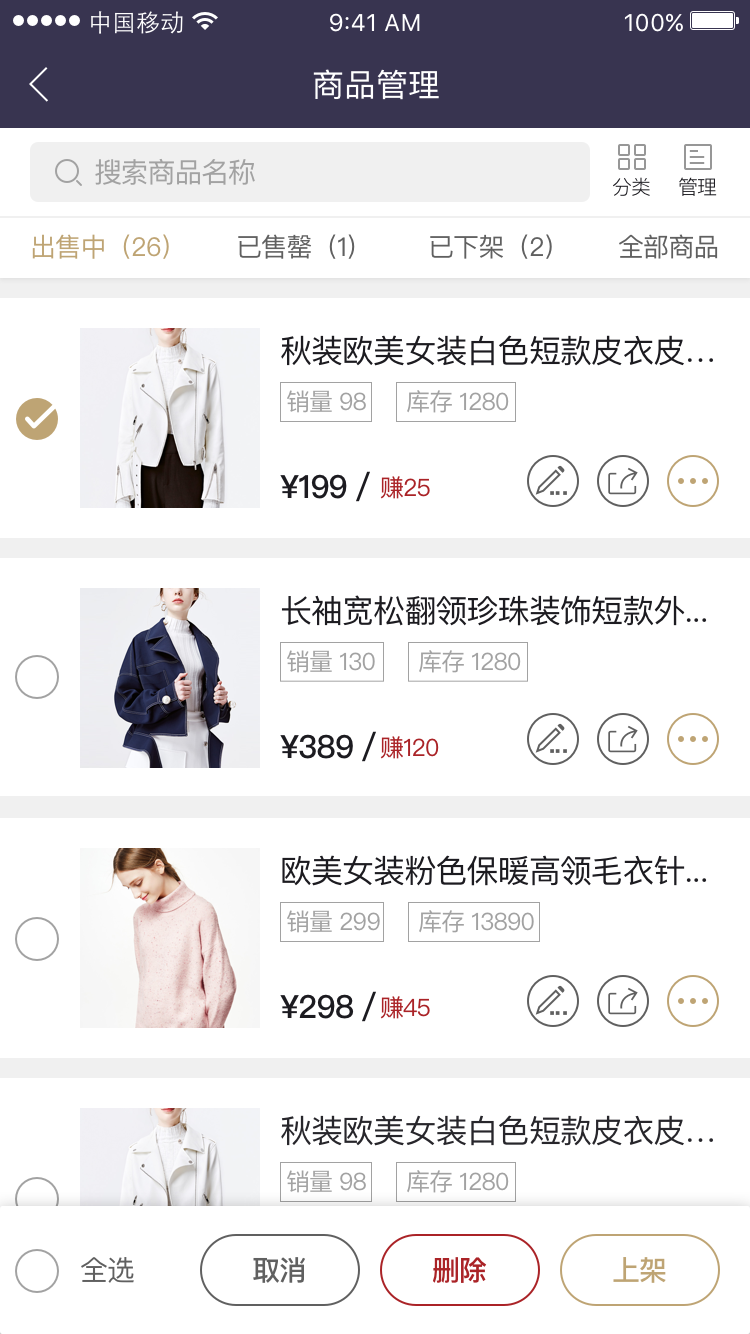 中国移动 9:41 AM 100%
商品管理
搜索商品名称
分类 管理
出售中（26） 已售罄（1） 已下架（2） 全部商品
秋装欧美女装白色短款皮衣皮...
销量 98 库存 1280
¥199 / 赚25
长袖宽松翻领珍珠装饰短款外...
销量 130 库存 1280
¥389 / 赚120
欧美女装粉色保暖高领毛衣针...
销量 299 库存 13890
¥298 / 赚45
秋装欧美女装白色短款皮衣皮...
销量 98 库存 1280
全选 取消 删除 上架